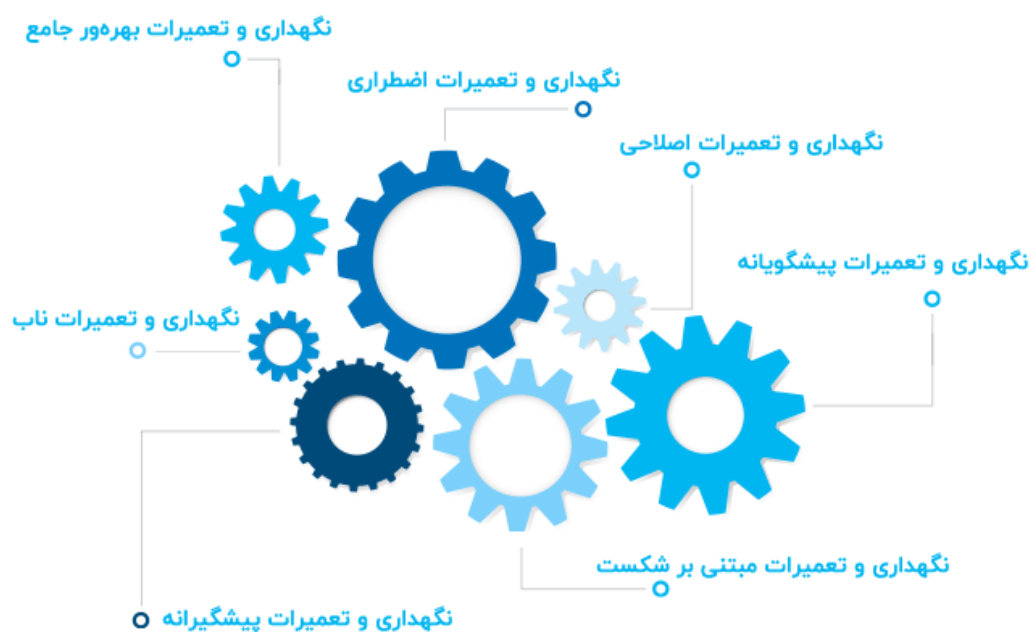 نگهداری و تعمیرات بهره‌ور جامع
نگهداری و تعمیرات اضطراری
نگهداری و تعمیرات اصلاحی
نگهداری و تعمیرات پیشگویانه
نگهداری و تعمیرات ناب
نگهداری و تعمیرات مبتنی بر شکست
نگهداری و تعمیرات پیشگیرانه